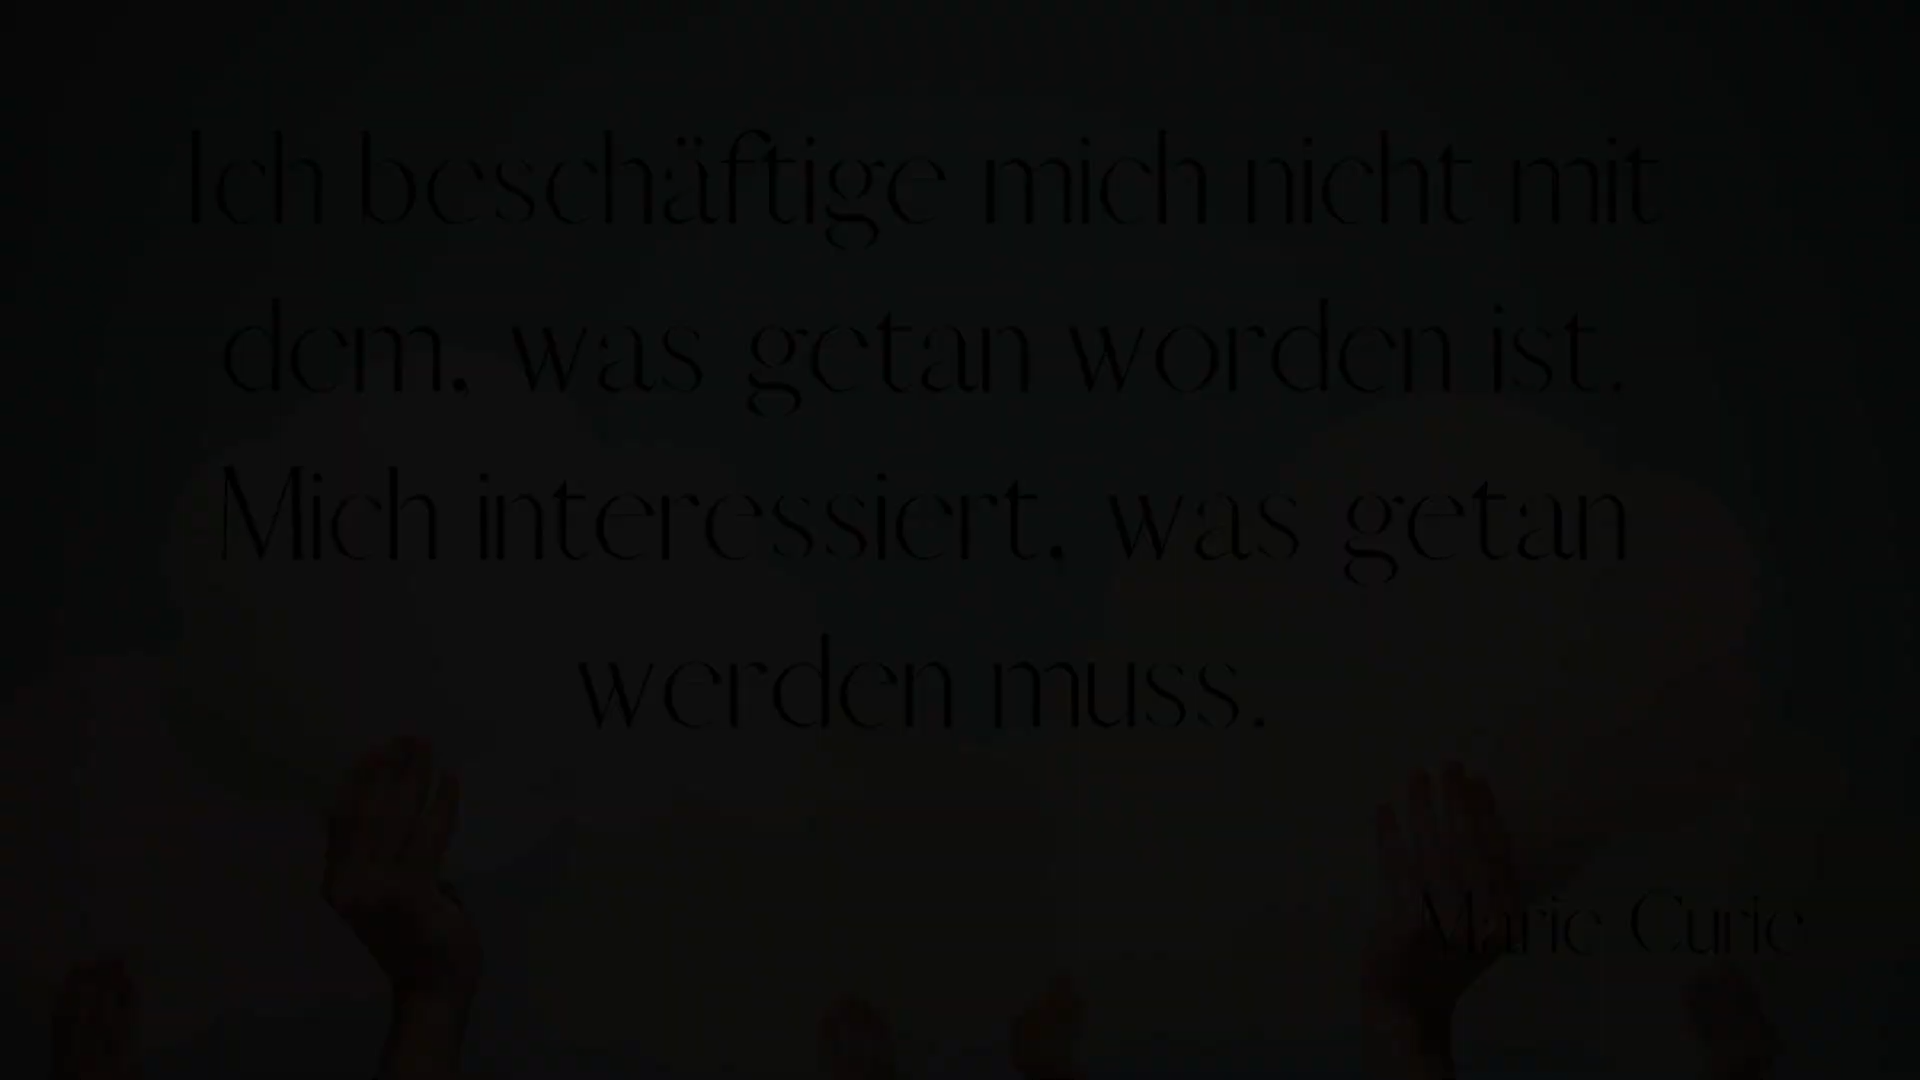 Ich beschäftige mich nicht mit
dem, was getan worden ist.
Mich interessiert, was getan
werden muss.
Marie Curie